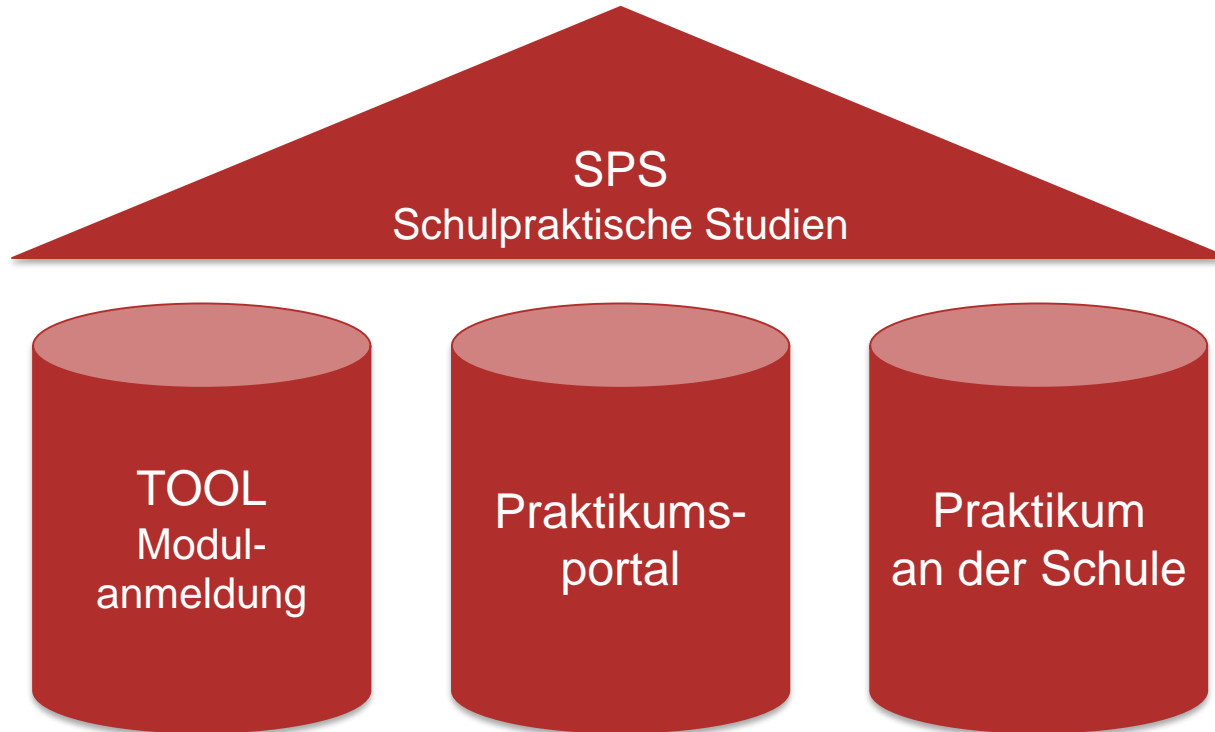 SPS
Schulpraktische Studien
TOOL
Modul-
anmeldung
Praktikums-
portal
Praktikum
an der Schule